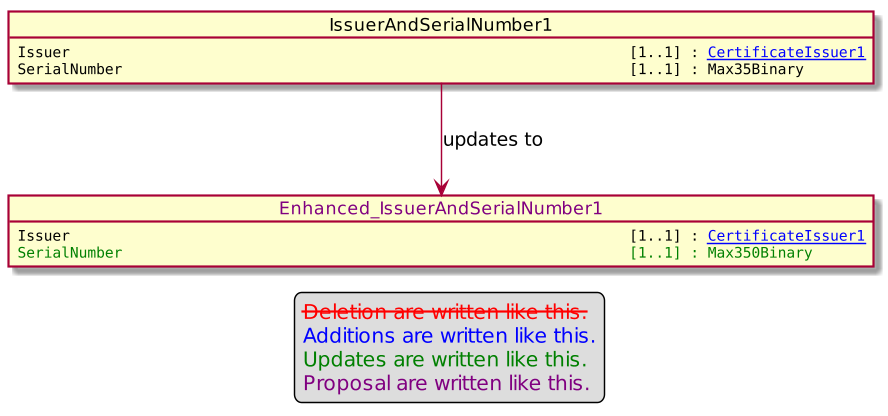 IssuerAndSerialNumber1
Issuer [1..1] : CertificateIssuer1
SerialNumber [1..1] : Max35Binary
updates to
Enhanced_IssuerAndSerialNumber1
Issuer [1..1] : CertificateIssuer1
SerialNumber [1..1] : Max350Binary
Deletion are written like this.
Additions are written like this.
Updates are written like this.
Proposal are written like this.